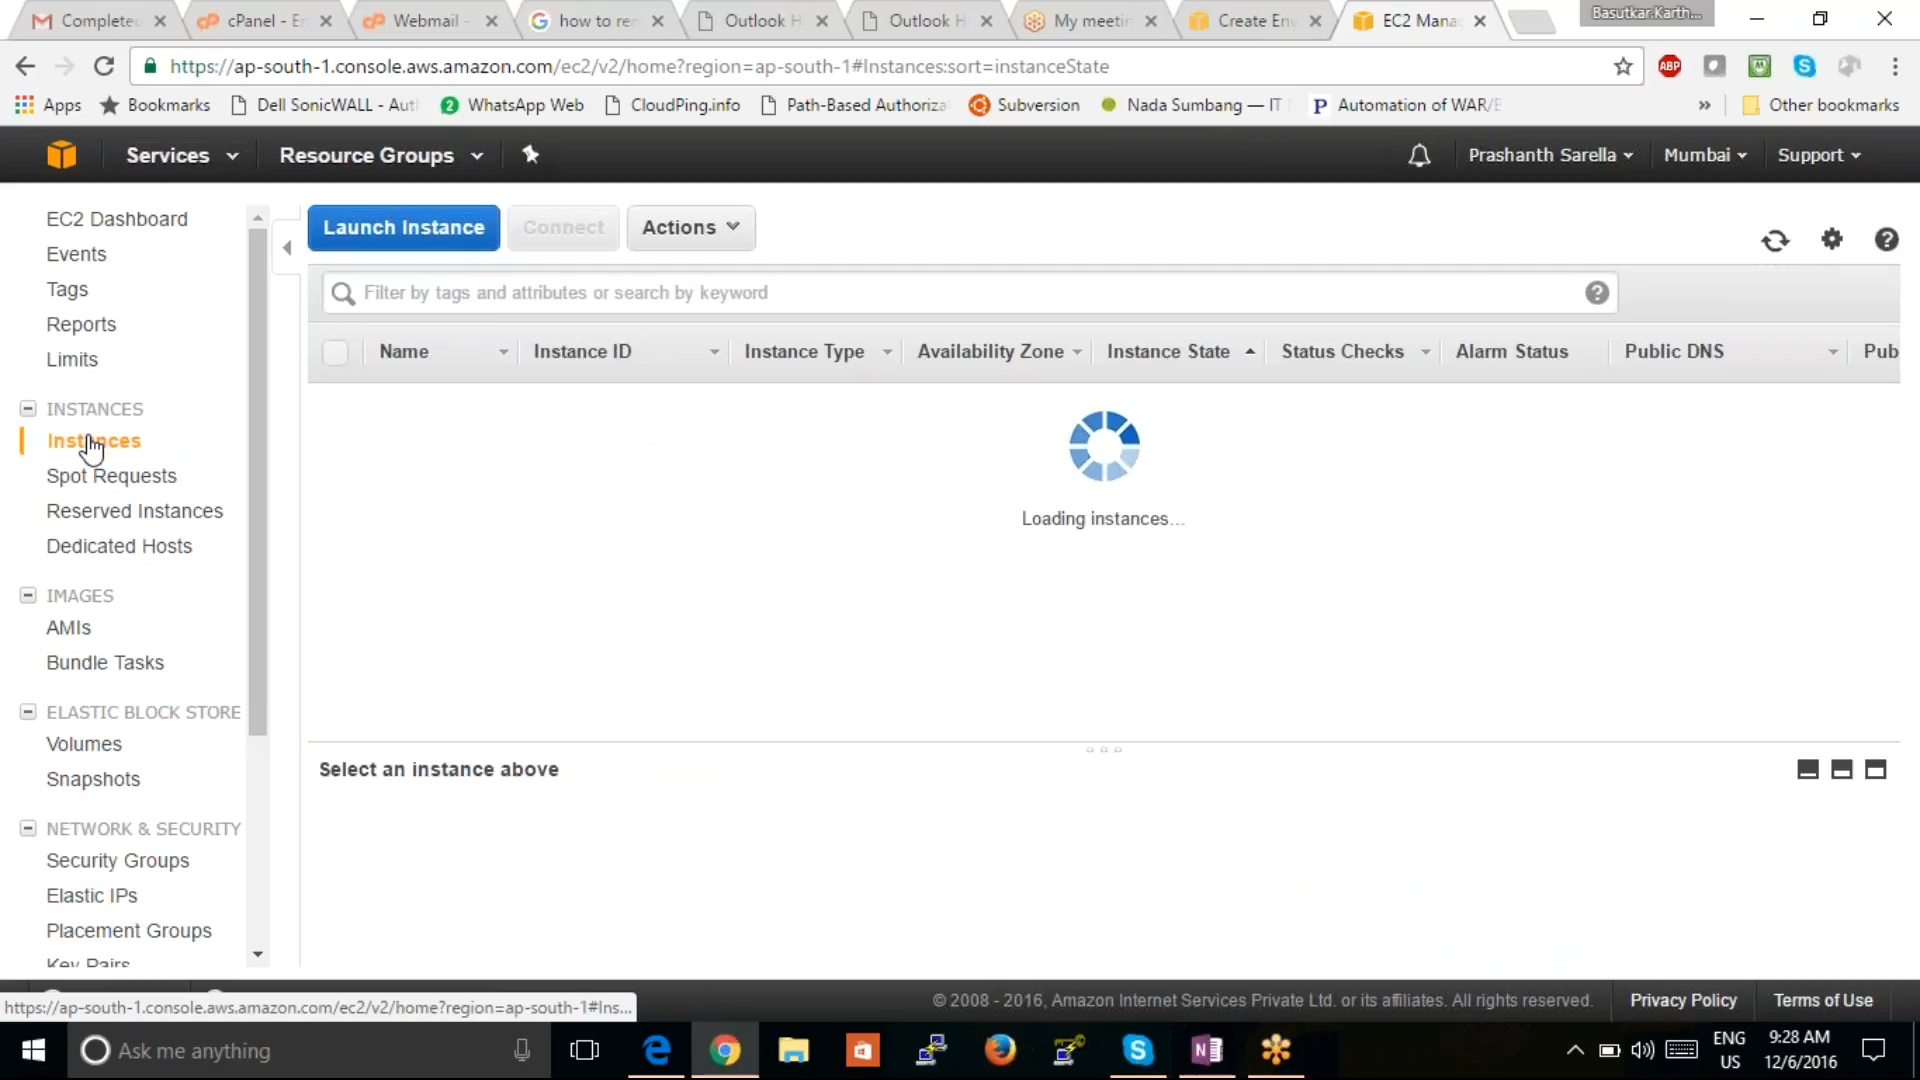 Complete
cPanel - En
Webmail -
how to rem
Outlook H
Outlook H
My meetin
Create Env
EC2 Manag
Basutkar.Karth...
https://ap-south-1.console.aws.amazon.com/ec2/v2/home?region=ap-south-1#Instances:sort=instanceState
ABP
Apps
Bookmarks
Dell SonicWALL - Aut
2 WhatsApp Web
CloudPing.info
Path-Based Authoriza
Subversion
Nada Sumbang — IT
P Automation of WAR/E
»
Other bookmarks
Services
Resource Groups
Prashanth Sarella
Mumbai
Support
EC2 Dashboard
Events
Tags
Reports
Limits
INSTANCES
Instances
Spot Requests
Reserved Instances
Dedicated Hosts
IMAGES
AMIs
Bundle Tasks
ELASTIC BLOCK STORE
Volumes
Snapshots
NETWORK & SECURITY
Security Groups
Elastic IPs
Placement Groups
Key Pairs
Launch Instance
Connect
Actions
Filter by tags and attributes or search by keyword
Name
Instance ID
Instance Type
Availability Zone
Instance State
Status Checks
Alarm Status
Public DNS
Pub
Loading instances...
Select an instance above
https://ap-south-1.console.aws.amazon.com/ec2/v2/home?region=ap-south-1#Ins...
© 2008 - 2016, Amazon Internet Services Private Ltd. or its affiliates. All rights reserved.
Privacy Policy
Terms of Use
Ask me anything
ENG
US
9:28 AM
12/6/2016